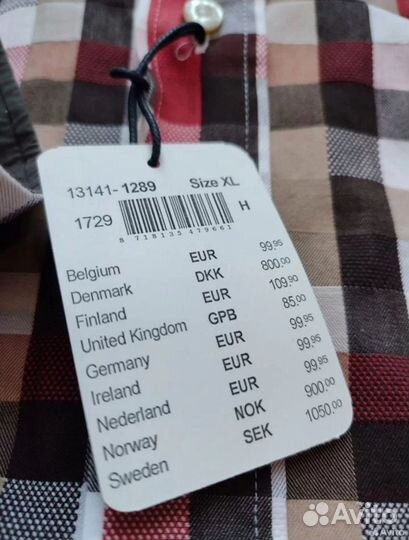 13141-1289 Size XL
1729 H
8 718135 479661
Belgium EUR 99.95
Denmark DKK 800.00
Finland EUR 109.90
United Kingdom GPB 85.00
Germany EUR 99.95
Ireland EUR 99.95
Nederland EUR 99.95
Norway NOK 900.00
Sweden SEK 1050.00
Avito